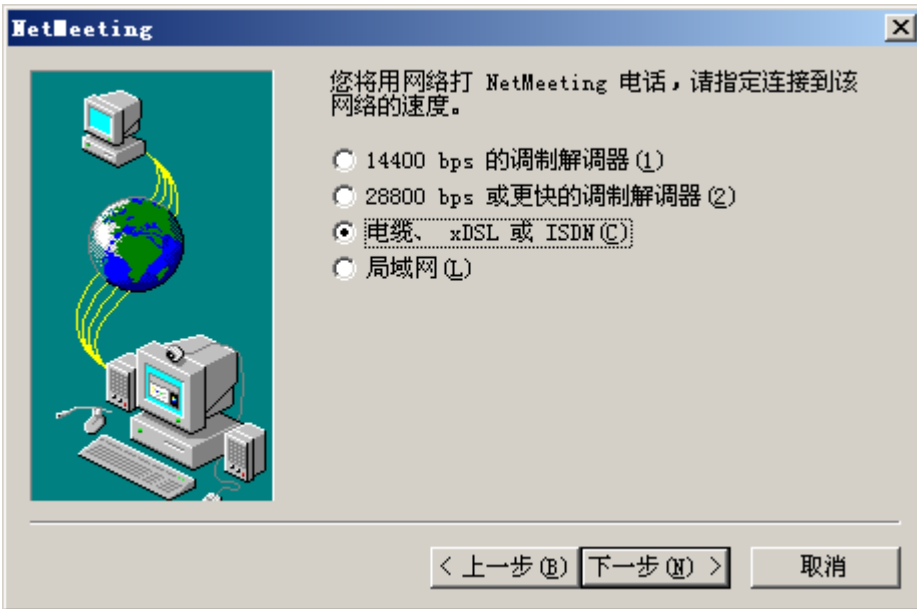 NetMeeting
您将用网络打 NetMeeting 电话，请指定连接到该
网络的速度。
14400 bps 的调制解调器(1)
28800 bps 或更快的调制解调器(2)
电缆、 xDSL 或 ISDN(C)
局域网(L)
< 上一步(B)
下一步(N) >
取消